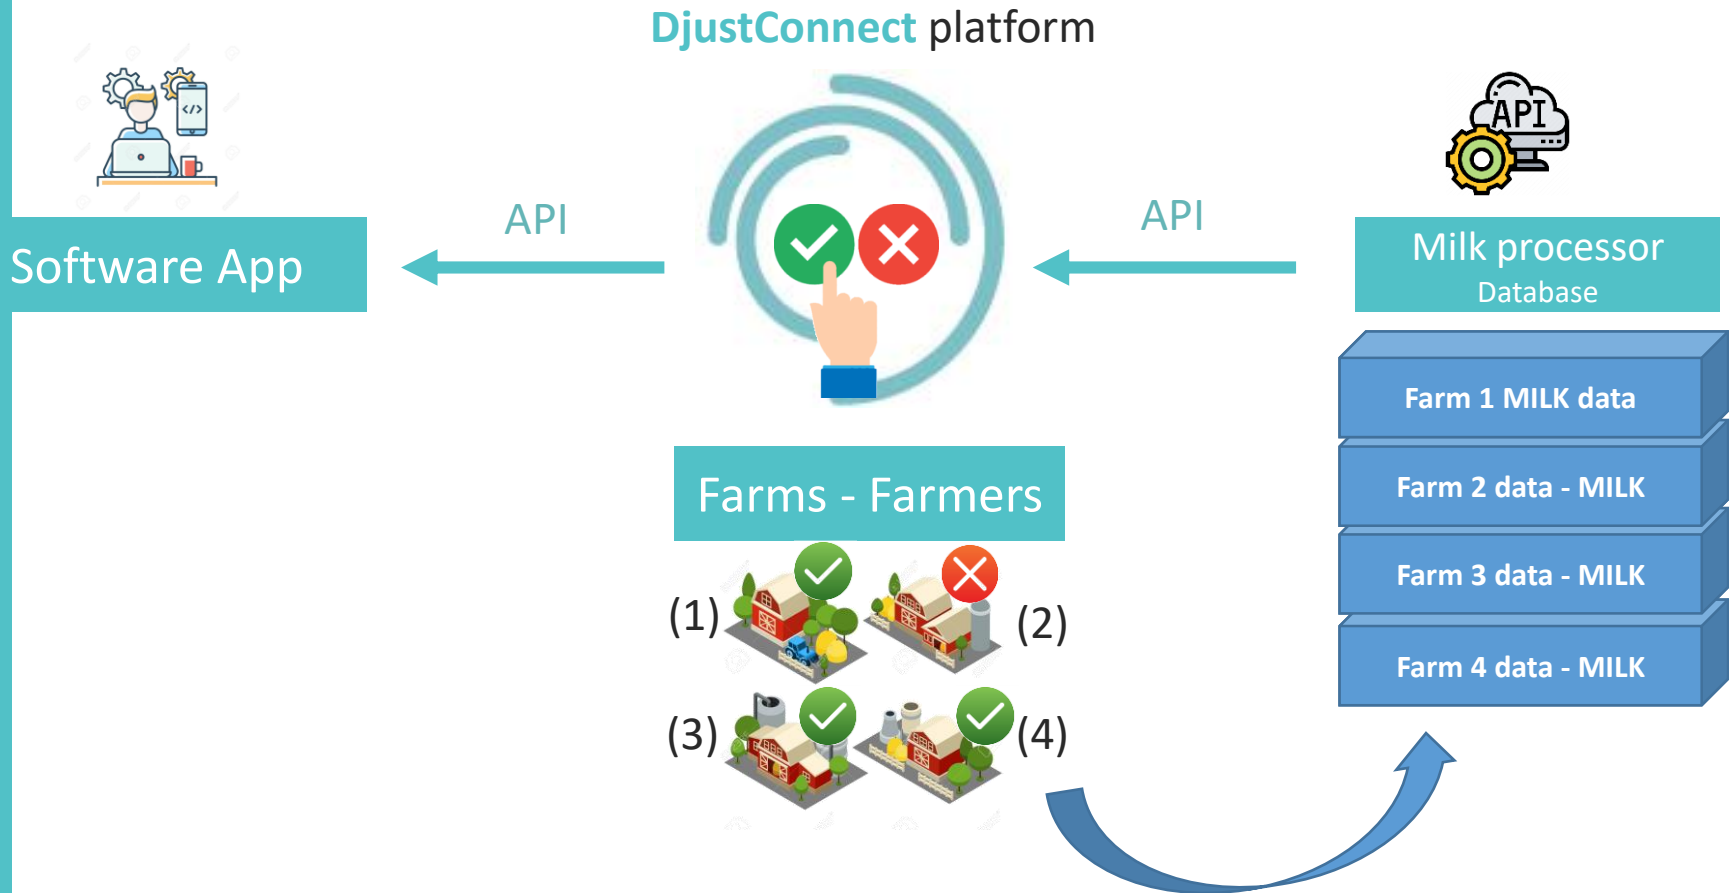 DjustConnect platform
</>
API
API
API
Software App
Milk processor
Database
Farm 1 MILK data
Farm 2 data - MILK
Farm 3 data - MILK
Farm 4 data - MILK
Farms - Farmers
(1)
(2)
(3)
(4)